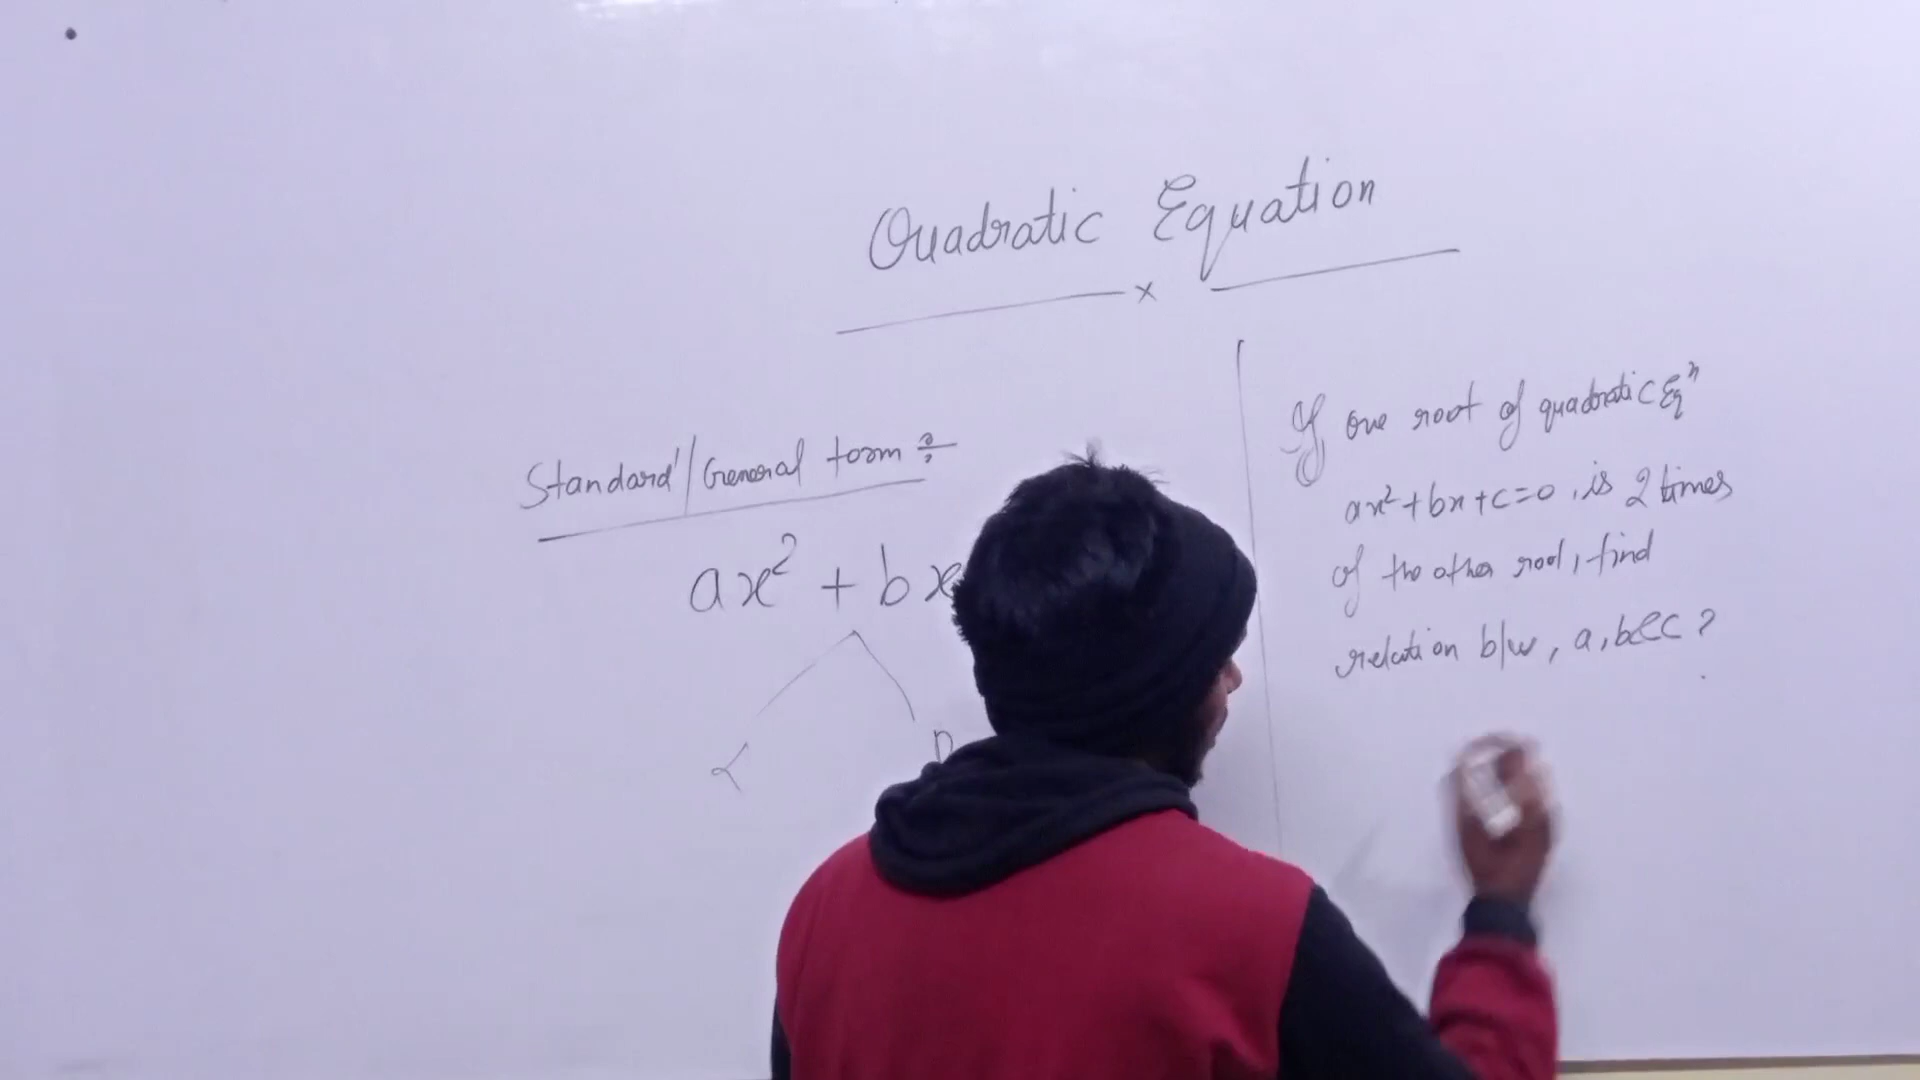 Quadratic Equation
x
Standard/General form :-
ax² + bx
α
If one root of quadratic Eqⁿ
ax²+bx+c=0, is 2 times
of the other root, find
relation b/w, a, b & c ?